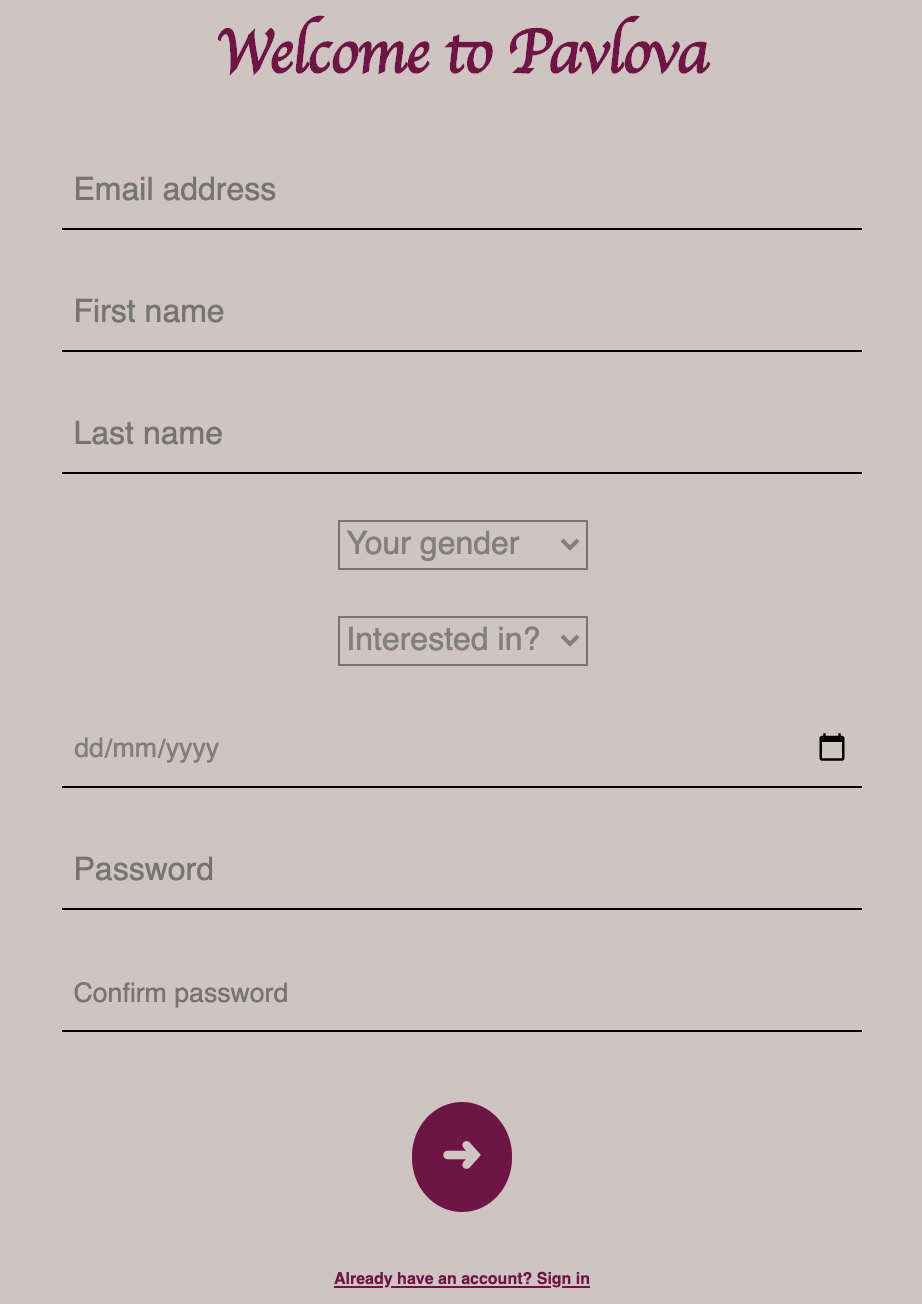 Welcome to Pavlova
Email address
First name
Last name
Your gender
Interested in?
dd/mm/yyyy
Password
Confirm password
Already have an account? Sign in